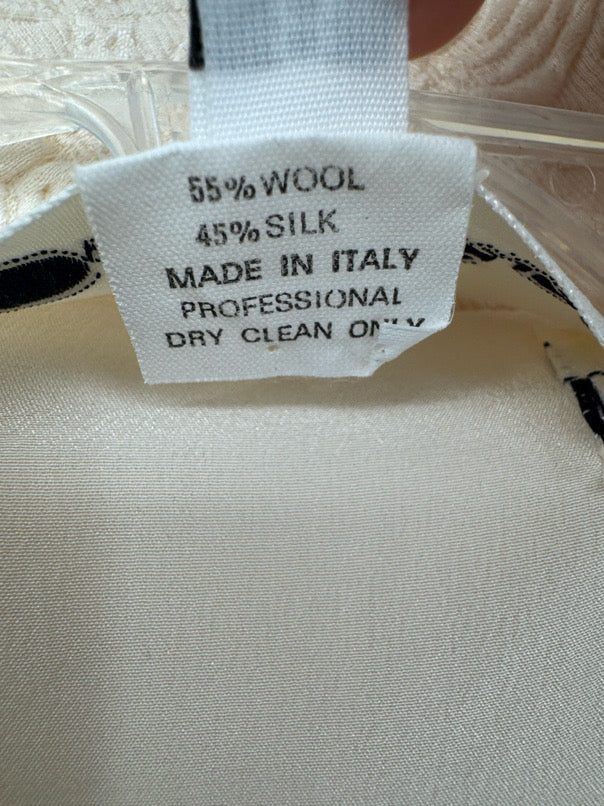 55% WOOL
45% SILK
MADE IN ITALY
PROFESSIONAL
DRY CLEAN ONLY